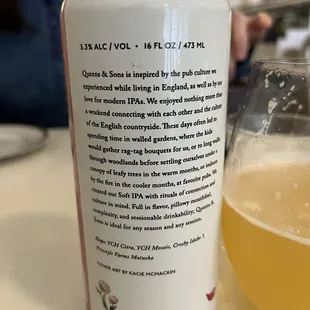 5.3% ALC / VOL • 16 FL OZ / 473 ML
Queens & Sons is inspired by the pub culture we
experienced while living in England, as well as by our
love for modern IPAs. We enjoyed nothing more than
a weekend connecting with each other and the culture
of the English countryside. These days often led to
spending time in walled gardens, where the kids
would gather rag-tag bouquets for us, or to long walks
through woodlands before settling ourselves under a
canopy of leafy trees in the warm months, or indoors
by the fire in the cooler months, at favorite pubs. We
created our Soft IPA with rituals of connection and
culture in mind. Full in flavor, pillowy mouthfeel,
complexity, and sessionable drinkability; Queens &
Sons is ideal for any season and any session.
Hops: YCH Citra, YCH Mosaic, Crosby Idaho 7,
Freestyle Farms Motueka
COVER ART BY KACIE MCMACKIN